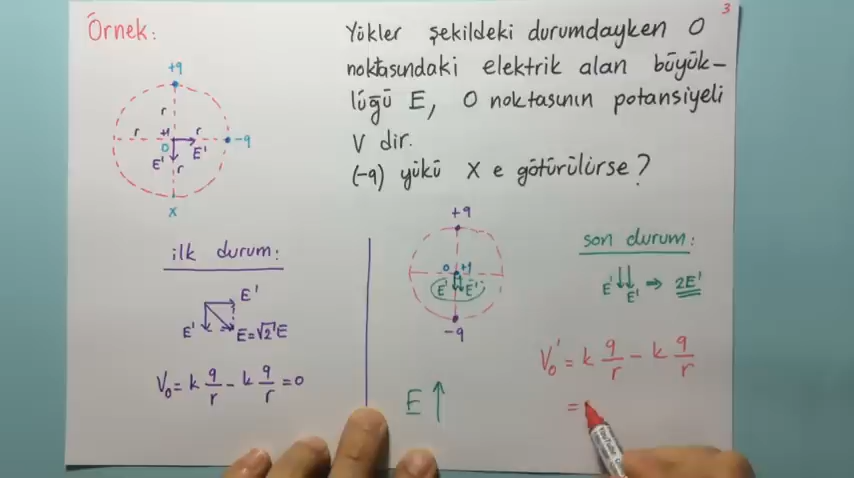 3
Örnek:
Yükler şekildeki durumdayken O
noktasındaki elektrik alan büyük-
lüğü E, O noktasının potansiyeli
V dir.
(-q) yükü X e götürülürse?
+q
r
r +1 r -q
O
E' E'
r
X
ilk durum:
E'
E' E=√2 E
V₀ = k q/r - k q/r = 0
+q
O +1
E' E'
-q
E ↑
son durum:
E' ↓↓ E' ⇒ 2E'
V₀' = k q/r - k q/r
=
YouTube